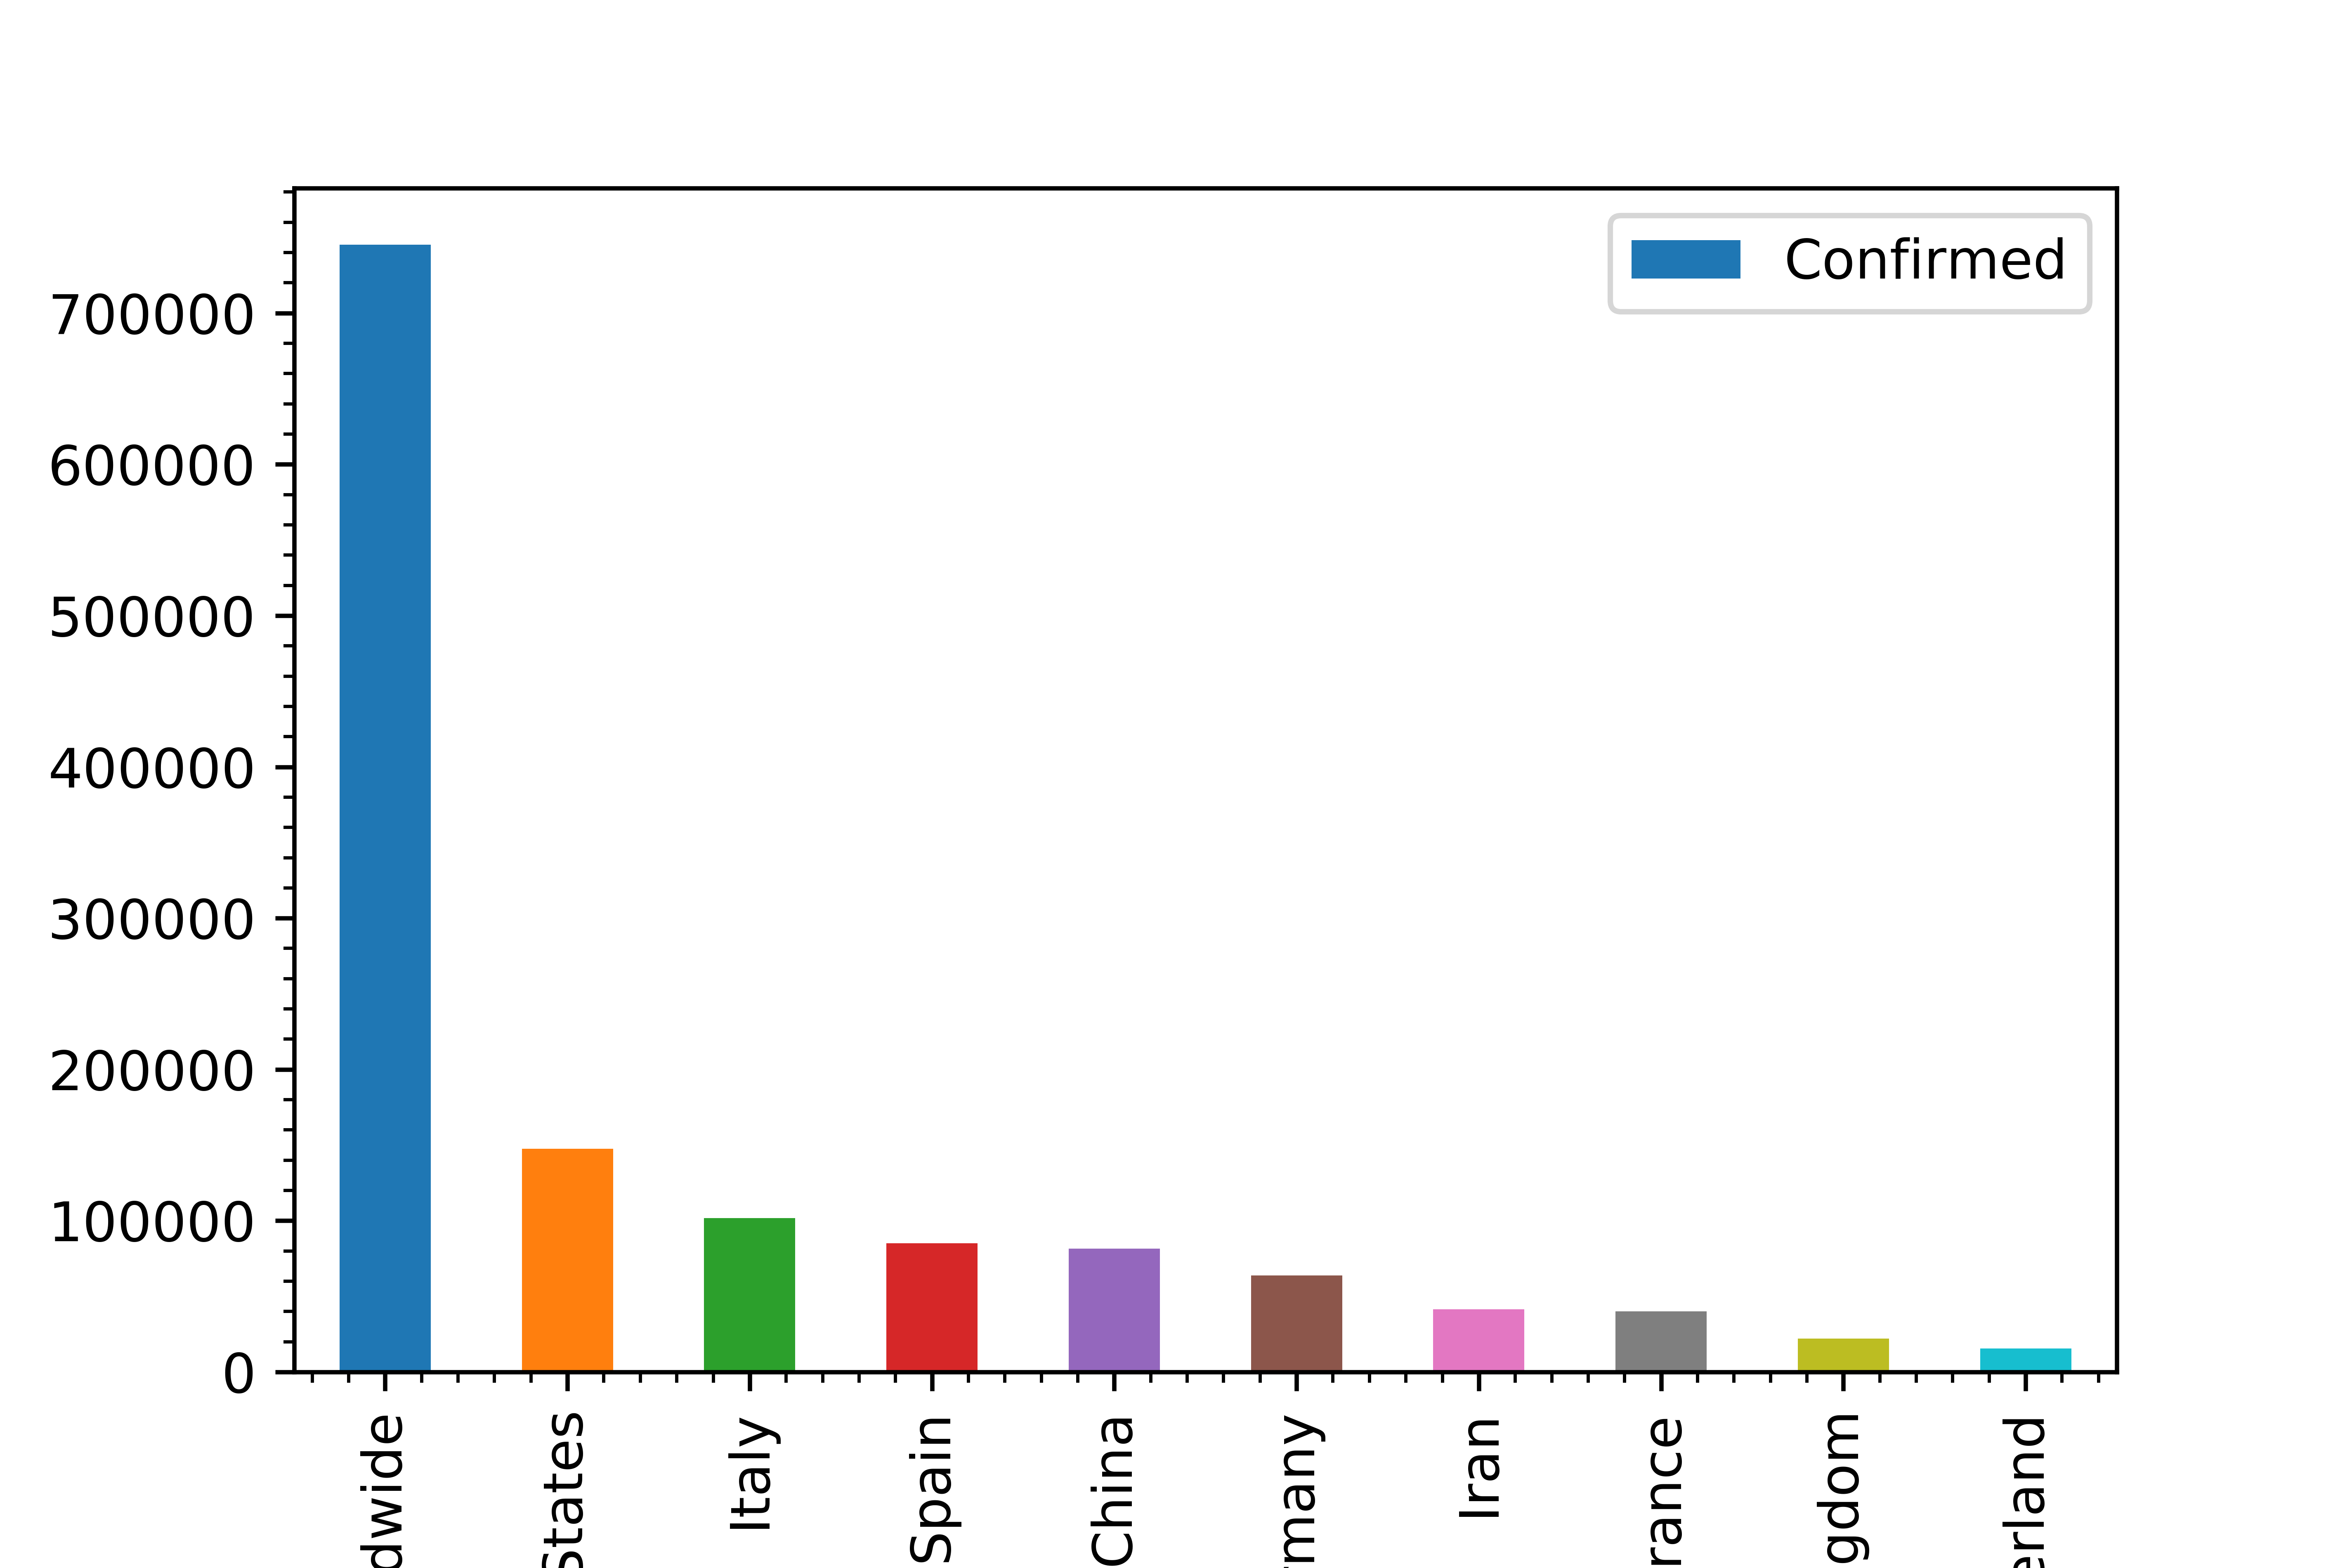 Confirmed
700000
600000
500000
400000
300000
200000
100000
0
dwide
States
Italy
Spain
China
many
Iran
rance
gdom
erland